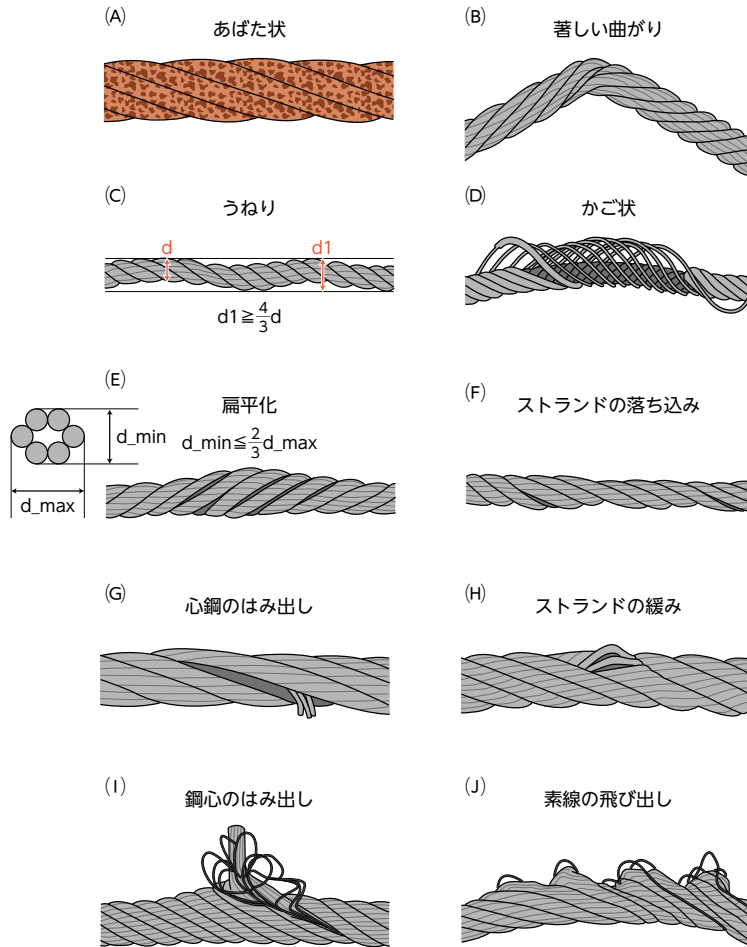 (A)
あばた状
(B)
著しい曲がり
(C)
うねり
d
d1
d1≧4/3d
(D)
かご状
(E)
扁平化
d_min≦2/3d_max
d_min
d_max
(F)
ストランドの落ち込み
(G)
心鋼のはみ出し
(H)
ストランドの緩み
(I)
鋼心のはみ出し
(J)
素線の飛び出し